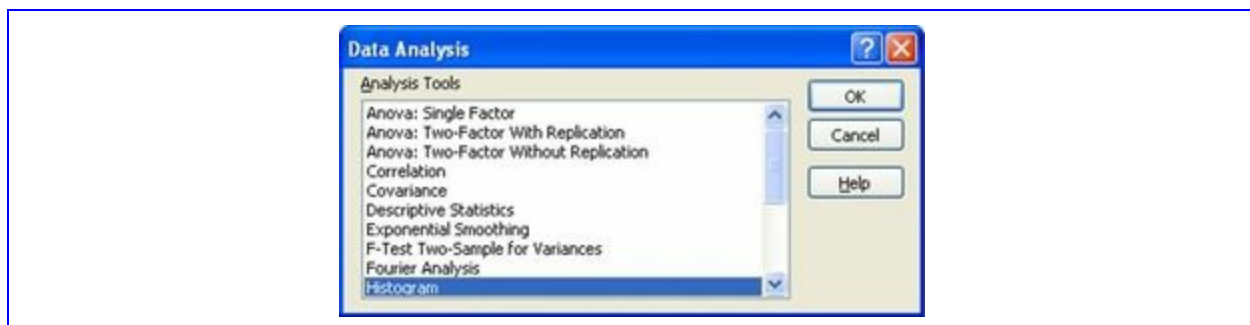 Data Analysis
Analysis Tools
Anova: Single Factor
Anova: Two-Factor With Replication
Anova: Two-Factor Without Replication
Correlation
Covariance
Descriptive Statistics
Exponential Smoothing
F-Test Two-Sample for Variances
Fourier Analysis
Histogram
OK
Cancel
Help